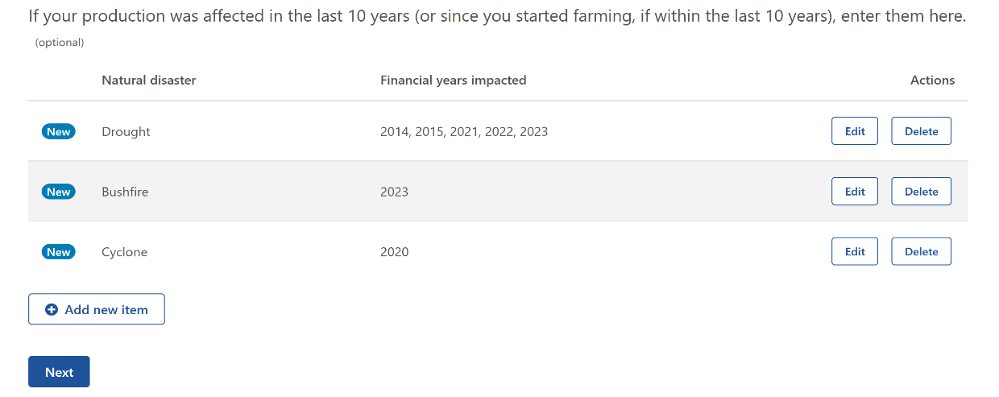 If your production was affected in the last 10 years (or since you started farming, if within the last 10 years), enter them here.
(optional)
Natural disaster Financial years impacted Actions
New Drought 2014, 2015, 2021, 2022, 2023 Edit Delete
New Bushfire 2023 Edit Delete
New Cyclone 2020 Edit Delete
Add new item
Next